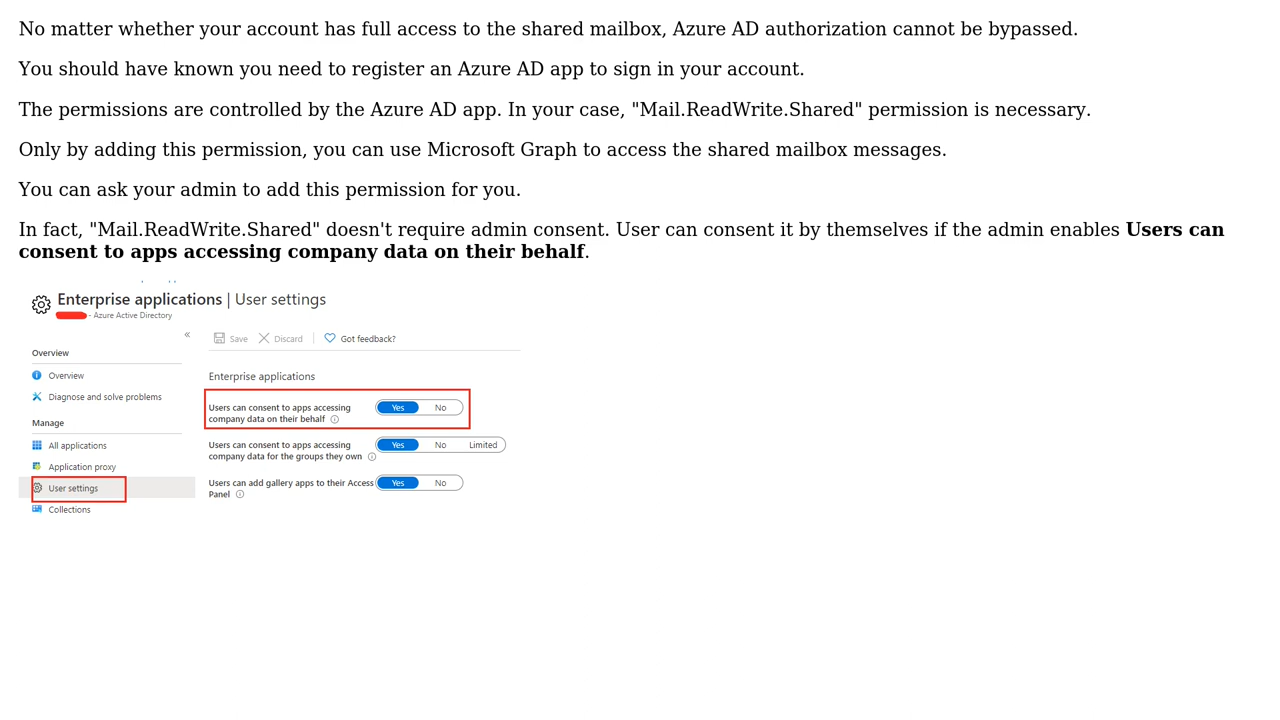 No matter whether your account has full access to the shared mailbox, Azure AD authorization cannot be bypassed.
You should have known you need to register an Azure AD app to sign in your account.
The permissions are controlled by the Azure AD app. In your case, "Mail.ReadWrite.Shared" permission is necessary.
Only by adding this permission, you can use Microsoft Graph to access the shared mailbox messages.
You can ask your admin to add this permission for you.
In fact, "Mail.ReadWrite.Shared" doesn't require admin consent. User can consent it by themselves if the admin enables Users can
consent to apps accessing company data on their behalf.
Enterprise applications | User settings
- Azure Active Directory
«
Save Discard | Got feedback?
Overview
Overview
Diagnose and solve problems
Manage
All applications
Application proxy
User settings
Collections
Enterprise applications
Users can consent to apps accessing Yes No
company data on their behalf
Users can consent to apps accessing Yes No Limited
company data for the groups they own
Users can add gallery apps to their Access Yes No
Panel